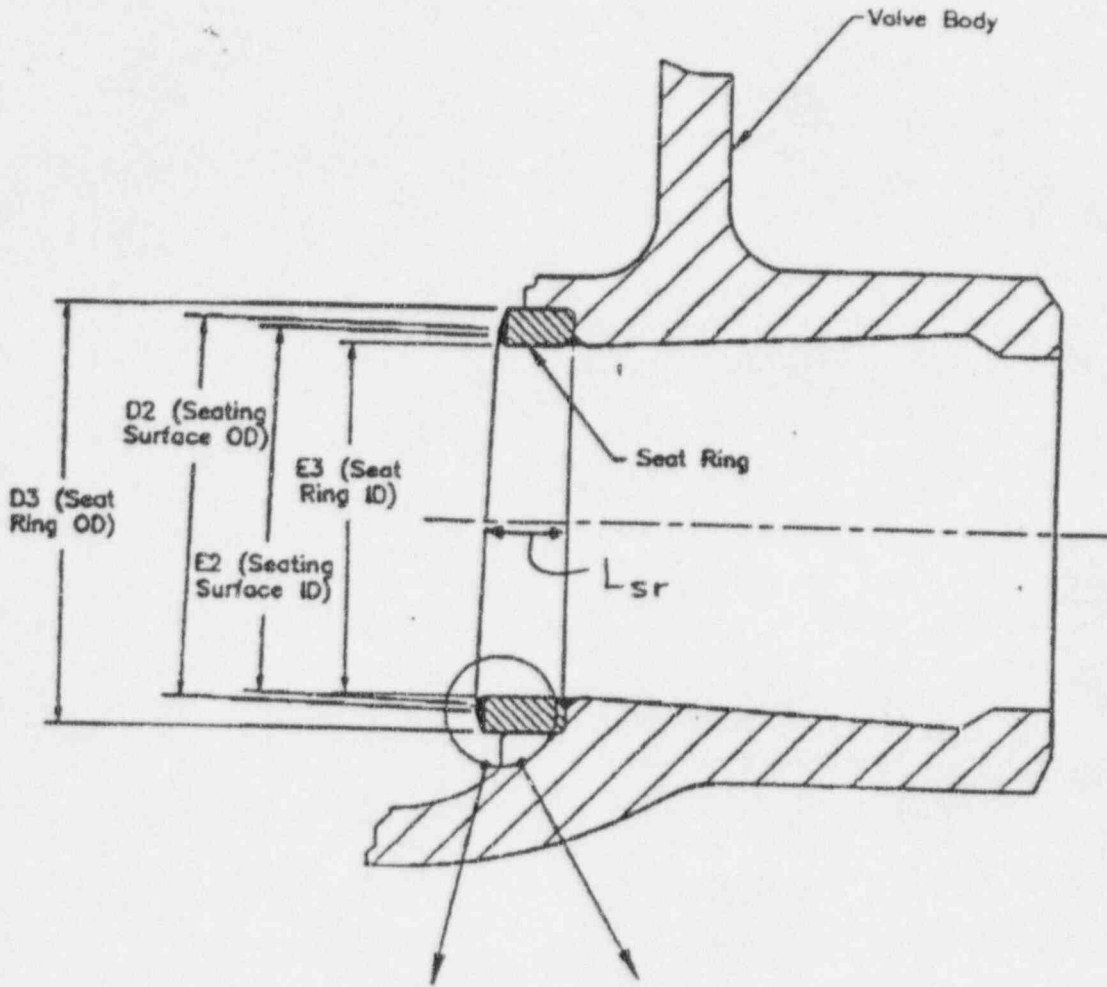 Valve Body
D2 (Seating
Surface OD)
E3 (Seat
Ring ID)
Seat Ring
D3 (Seat
Ring OD)
E2 (Seating
Surface ID)
Lsr